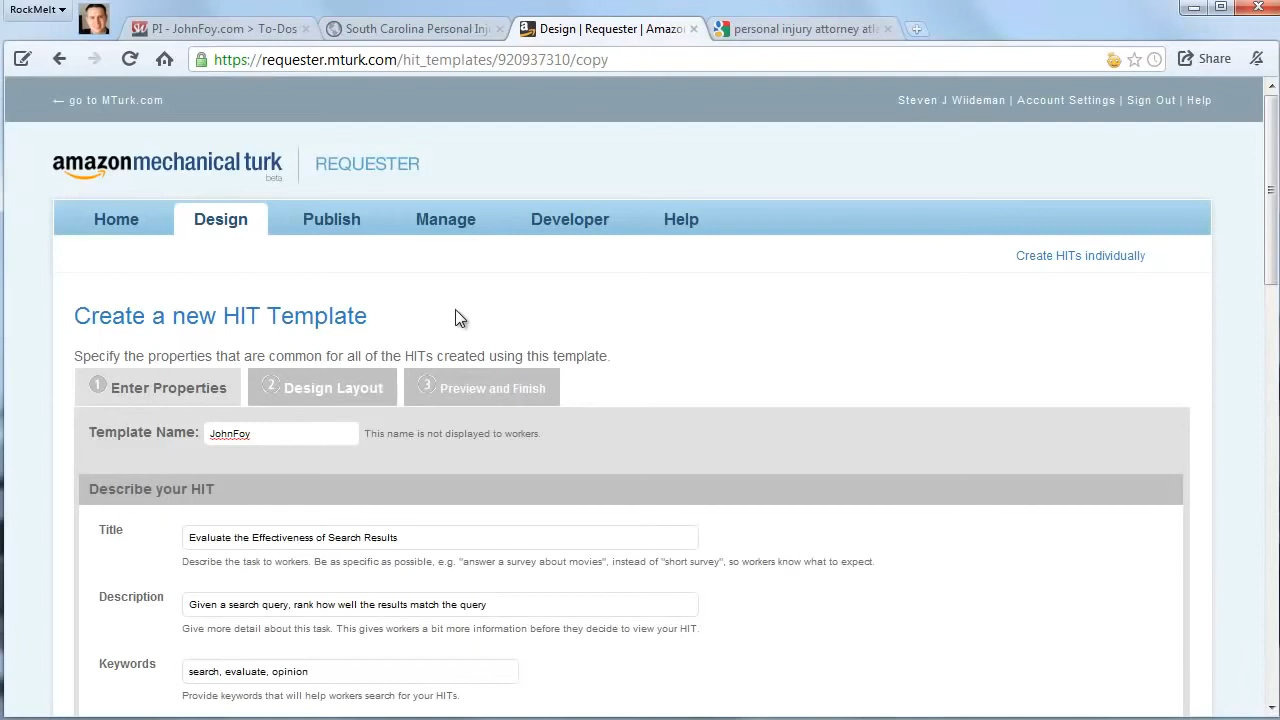 RockMelt
PI - JohnFoy.com > To-Dos
South Carolina Personal Inj
Design | Requester | Amazo
personal injury attorney atla
https://requester.mturk.com/hit_templates/920937310/copy
Share
← go to MTurk.com
Steven J Wiideman | Account Settings | Sign Out | Help
amazonmechanical turk
beta
REQUESTER
Home
Design
Publish
Manage
Developer
Help
Create HITs individually
Create a new HIT Template
Specify the properties that are common for all of the HITs created using this template.
1 Enter Properties
2 Design Layout
3 Preview and Finish
Template Name: JohnFoy This name is not displayed to workers.
Describe your HIT
Title
Evaluate the Effectiveness of Search Results
Describe the task to workers. Be as specific as possible, e.g. "answer a survey about movies", instead of "short survey", so workers know what to expect.
Description
Given a search query, rank how well the results match the query
Give more detail about this task. This gives workers a bit more information before they decide to view your HIT.
Keywords
search, evaluate, opinion
Provide keywords that will help workers search for your HITs.